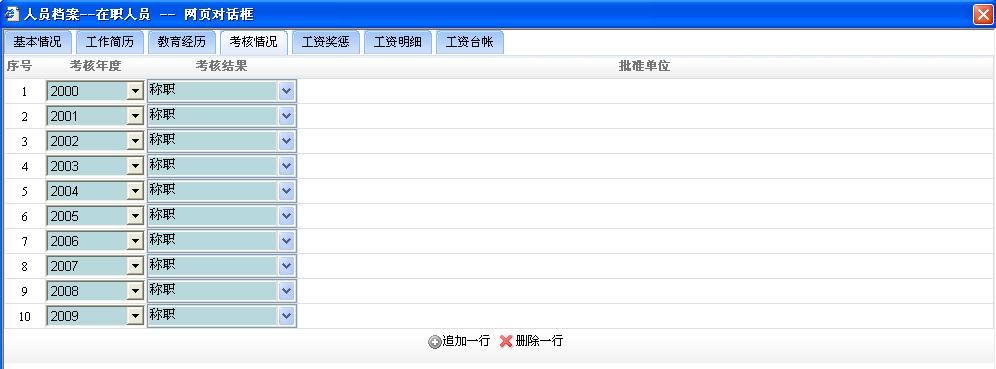 人员档案--在职人员 -- 网页对话框
基本情况 工作简历 教育经历 考核情况 工资奖惩 工资明细 工资台帐
序号 考核年度 考核结果 批准单位
1 2000 称职
2 2001 称职
3 2002 称职
4 2003 称职
5 2004 称职
6 2005 称职
7 2006 称职
8 2007 称职
9 2008 称职
10 2009 称职
追加一行 删除一行